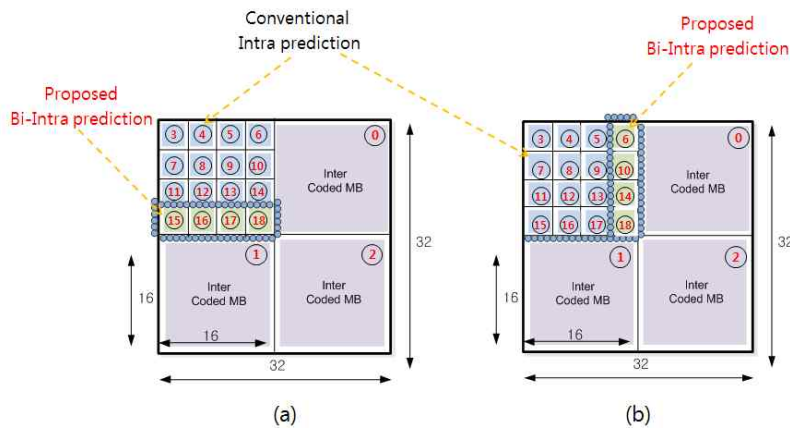 Conventional
Intra prediction
Proposed
Bi-Intra prediction
3 4 5 6
7 8 9 10
11 12 13 14
15 16 17 18
0
Inter
Coded MB
1
Inter
Coded MB
2
Inter
Coded MB
16
16
32
32
(a)
Proposed
Bi-Intra prediction
3 4 5 6
7 8 9 10
11 12 13 14
15 16 17 18
0
Inter
Coded MB
1
Inter
Coded MB
2
Inter
Coded MB
16
16
32
32
(b)